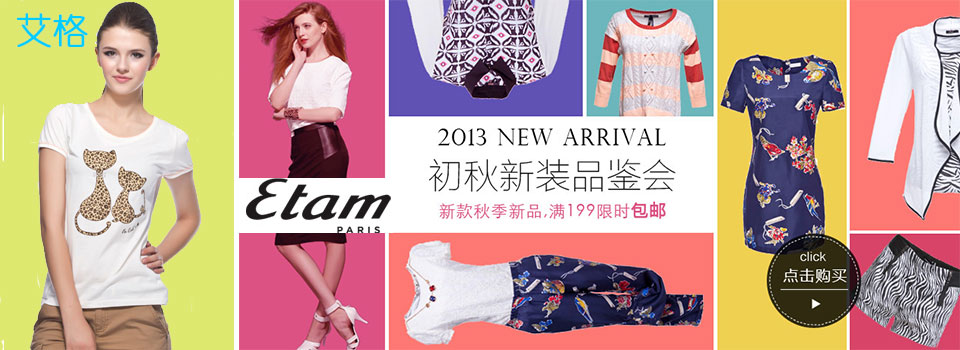 艾格
2013 NEW ARRIVAL
初秋新装品鉴会
新款秋季新品,满199限时包邮
Etam
PARIS
click
点击购买